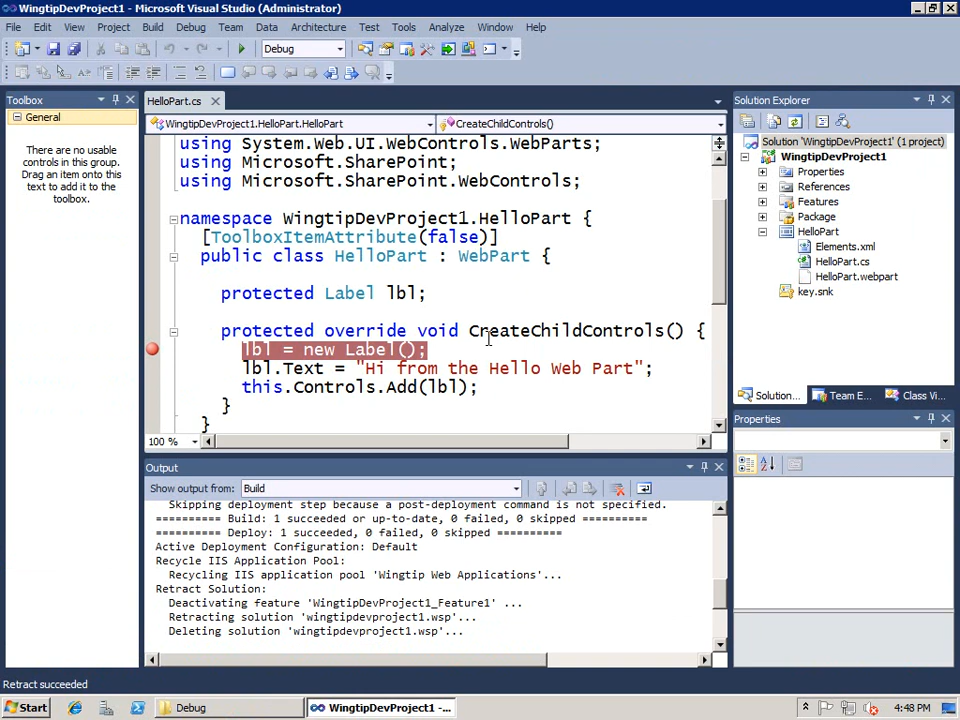 WingtipDevProject1 - Microsoft Visual Studio (Administrator)
File Edit View Project Build Debug Team Data Architecture Test Tools Analyze Window Help
Debug
Toolbox
General
There are no usable
controls in this group.
Drag an item onto this
text to add it to the
toolbox.
HelloPart.cs
WingtipDevProject1.HelloPart.HelloPart
CreateChildControls()
using System.Web.UI.WebControls.WebParts;
using Microsoft.SharePoint;
using Microsoft.SharePoint.WebControls;
namespace WingtipDevProject1.HelloPart {
[ToolboxItemAttribute(false)]
public class HelloPart : WebPart {
protected Label lbl;
protected override void CreateChildControls() {
lbl = new Label();
lbl.Text = "Hi from the Hello Web Part";
this.Controls.Add(lbl);
}
}
100 %
Output
Show output from: Build
Skipping deployment step because a post-deployment command is not specified.
========== Build: 1 succeeded or up-to-date, 0 failed, 0 skipped ==========
========== Deploy: 1 succeeded, 0 failed, 0 skipped ==========
Active Deployment Configuration: Default
Recycle IIS Application Pool:
Recycling IIS application pool 'Wingtip Web Applications'...
Retract Solution:
Deactivating feature 'WingtipDevProject1_Feature1' ...
Retracting solution 'wingtipdevproject1.wsp'...
Deleting solution 'wingtipdevproject1.wsp'...
Solution Explorer
Solution 'WingtipDevProject1' (1 project)
WingtipDevProject1
Properties
References
Features
Package
HelloPart
Elements.xml
HelloPart.cs
HelloPart.webpart
key.snk
Solution... Team E... Class Vi...
Properties
Retract succeeded
Start
Debug
WingtipDevProject1 -...
4:48 PM